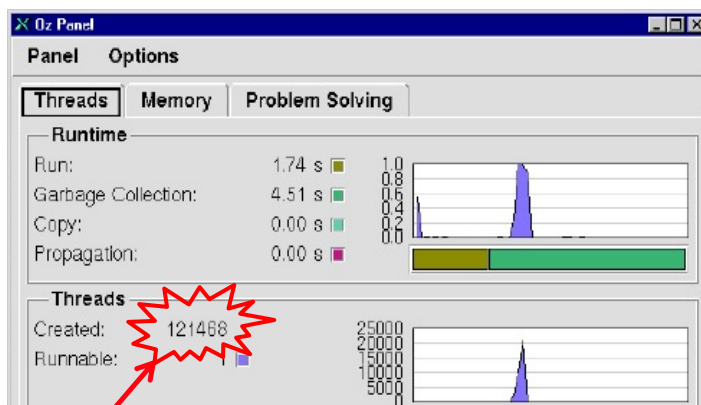 Oz Panel
Panel Options
Threads Memory Problem Solving
Runtime
Run: 1.74 s
Garbage Collection: 4.51 s
Copy: 0.00 s
Propagation: 0.00 s
1.0
0.8
0.6
0.4
0.2
0.0
Threads
Created: 121468
Runnable: 1
25000
20000
15000
10000
5000
0